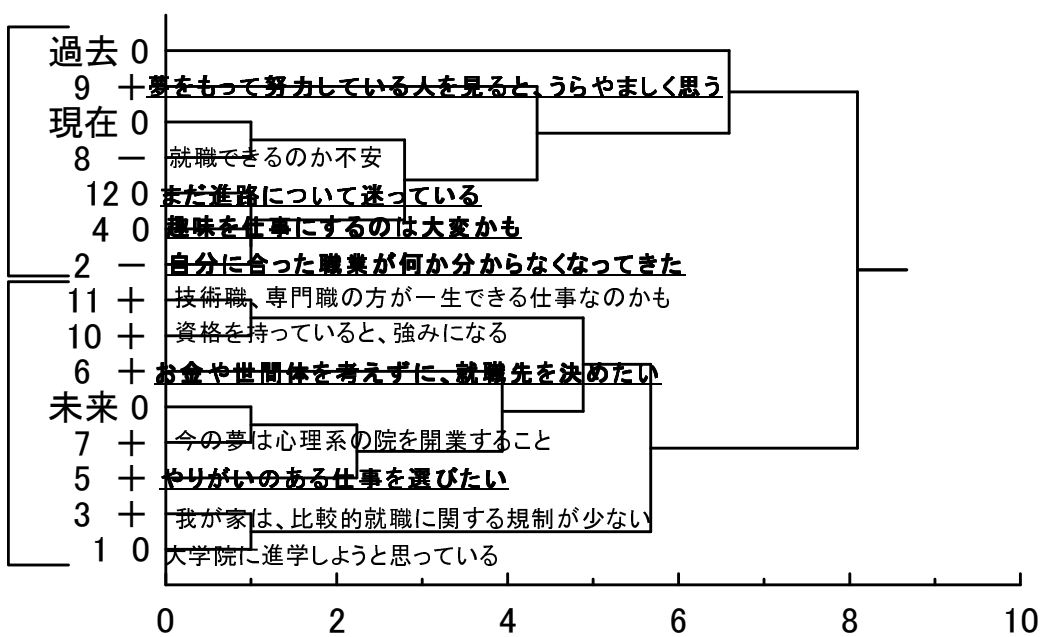 過去 0
9 + 夢をもって努力している人を見ると、うらやましく思う
現在 0
8 − 就職できるのか不安
12 0 まだ進路について迷っている
4 0 趣味を仕事にするのは大変かも
2 − 自分に合った職業が何か分からなくなってきた
11 + 技術職、専門職の方が一生できる仕事なのかも
10 + 資格を持っていると、強みになる
6 + お金や世間体を考えずに、就職先を決めたい
未来 0
7 + 今の夢は心理系の院を開業すること
5 + やりがいのある仕事を選びたい
3 + 我が家は、比較的就職に関する規制が少ない
1 0 大学院に進学しようと思っている
0 2 4 6 8 10